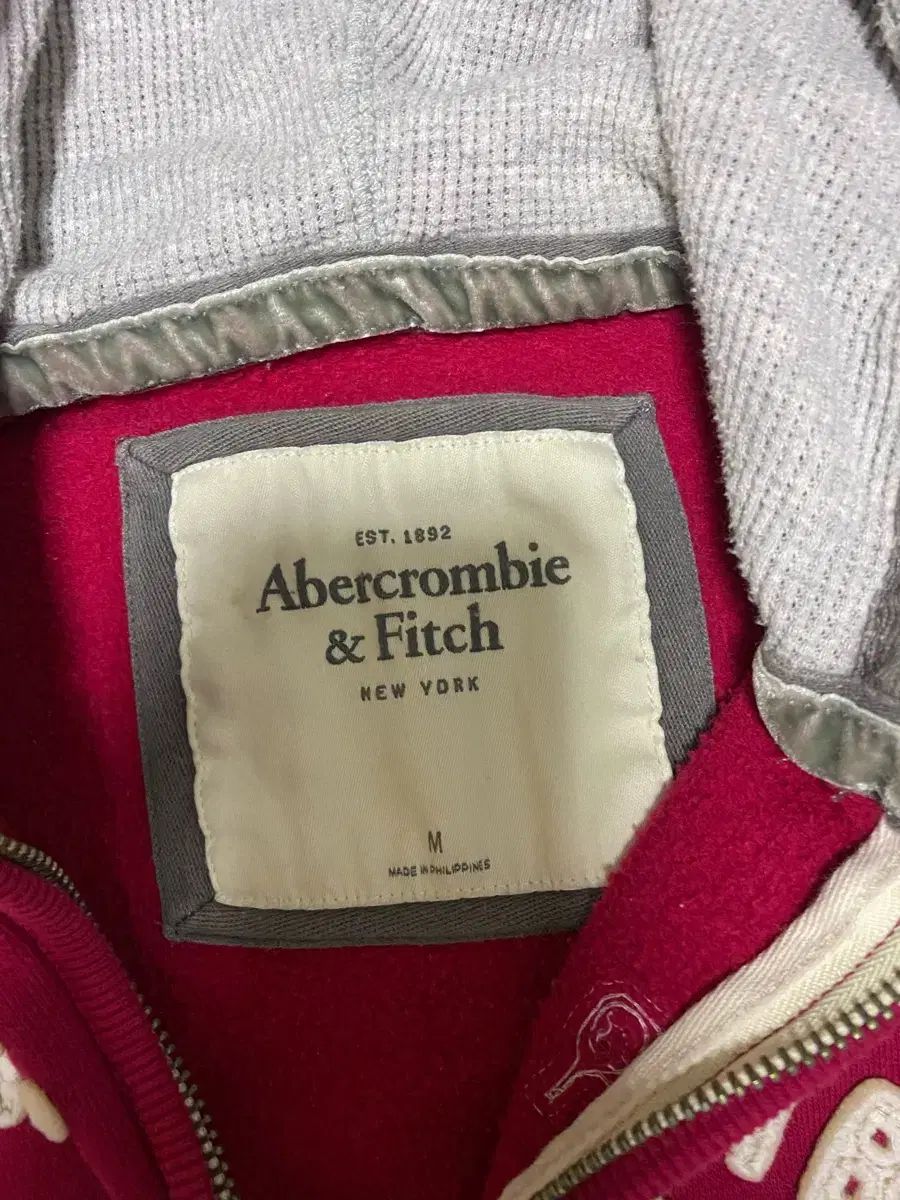 EST. 1892
Abercrombie
& Fitch
NEW YORK
M
MADE IN PHILIPPINES